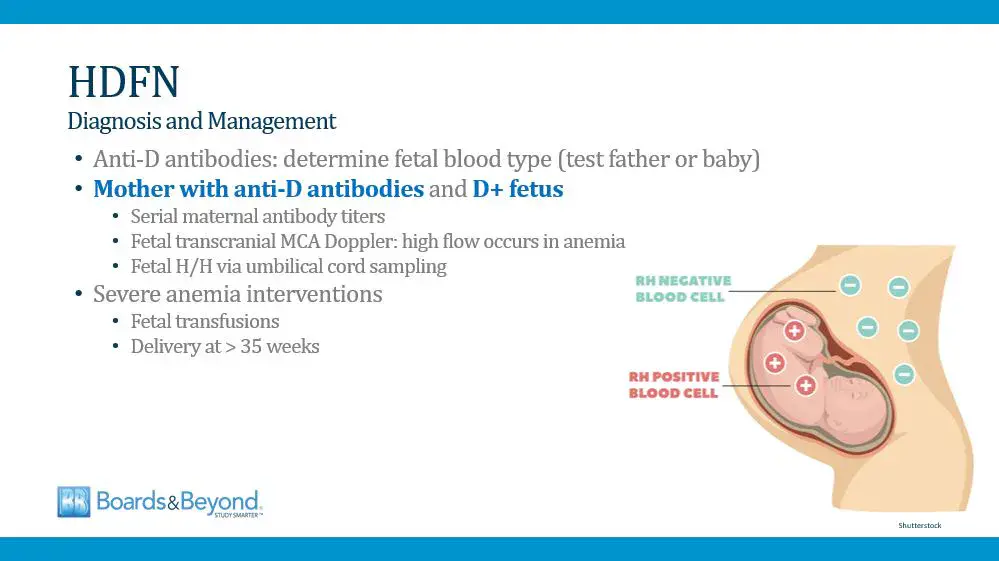 HDFN
Diagnosis and Management
• Anti-D antibodies: determine fetal blood type (test father or baby)
• Mother with anti-D antibodies and D+ fetus
• Serial maternal antibody titers
• Fetal transcranial MCA Doppler: high flow occurs in anemia
• Fetal H/H via umbilical cord sampling
• Severe anemia interventions
• Fetal transfusions
• Delivery at > 35 weeks
RH NEGATIVE
BLOOD CELL
RH POSITIVE
BLOOD CELL
BB Boards&Beyond.
STUDY SMARTER™
Shutterstock